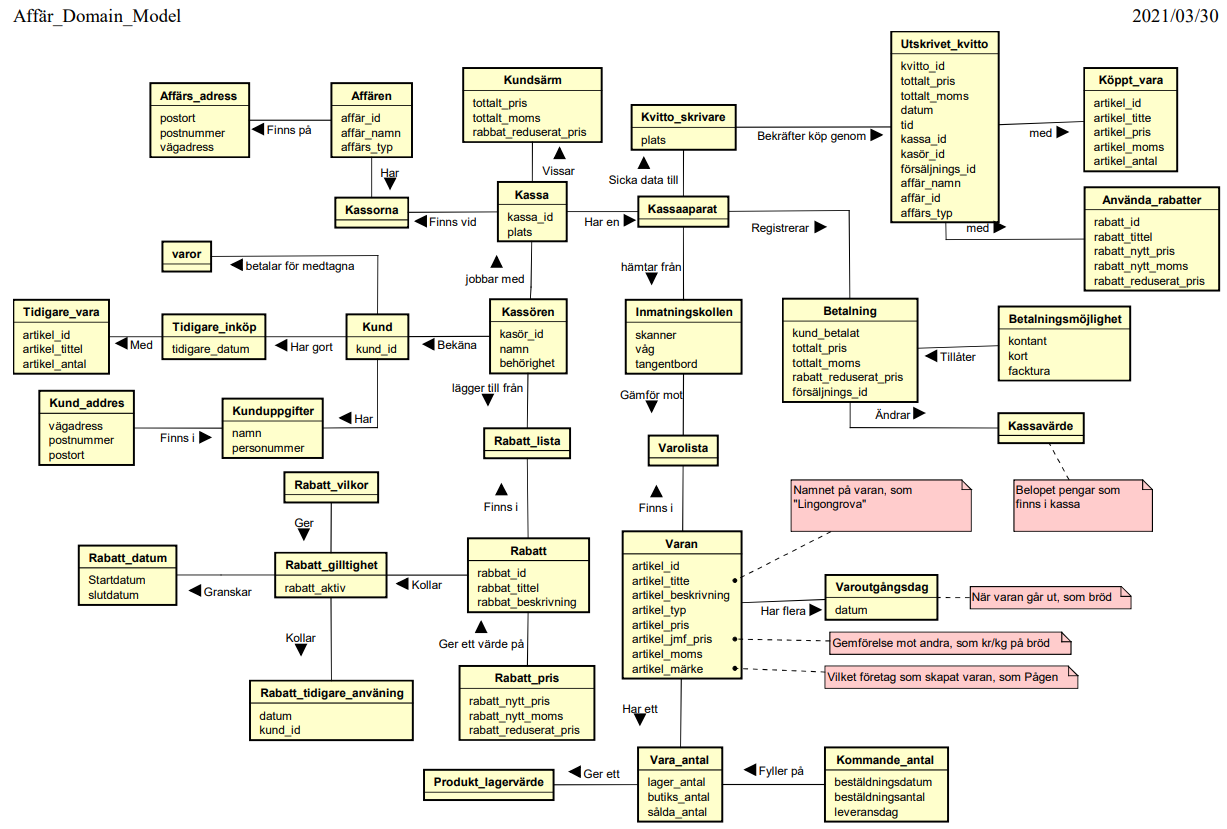 Affär_Domain_Model
2021/03/30
Affärs_adress
postort
postnummer
vägadress
Finns på
Affären
affär_id
affär_namn
affärs_typ
Har
Kassorna
Finns vid
Kundsärm
tottalt_pris
tottalt_moms
rabbat_reduserat_pris
Vissar
Kassa
kassa_id
plats
Har en
Kvitto_skrivare
plats
Sicka data till
Kassaaparat
Bekräfter köp genom
Utskrivet_kvitto
kvitto_id
tottalt_pris
tottalt_moms
datum
tid
kassa_id
kasör_id
försäljnings_id
affär_namn
affär_id
affärs_typ
med
Köppt_vara
artikel_id
artikel_titte
artikel_pris
artikel_moms
artikel_antal
med
Använda_rabatter
rabatt_id
rabatt_tittel
rabatt_nytt_pris
rabatt_nytt_moms
rabatt_reduserat_pris
Registrerar
varor
betalar för medtagna
jobbar med
hämtar från
Tidigare_vara
artikel_id
artikel_tittel
artikel_antal
Med
Tidigare_inköp
tidigare_datum
Har gort
Kund
kund_id
Bekäna
Kassören
kasör_id
namn
behörighet
Inmatningskollen
skanner
våg
tangentbord
Betalning
kund_betalat
tottalt_pris
tottalt_moms
rabatt_reduserat_pris
försäljnings_id
Tillåter
Betalningsmöjlighet
kontant
kort
facktura
Ändrar
Kassavärde
Kund_addres
vägadress
postnummer
postort
Finns i
Kunduppgifter
namn
personummer
Har
lägger till från
Gämför mot
Rabatt_lista
Varolista
Finns i
Finns i
Rabatt_vilkor
Ger
Namnet på varan, som
"Lingongrova"
Belopet pengar som
finns i kassa
Rabatt_datum
Startdatum
slutdatum
Granskar
Rabatt_gilltighet
rabatt_aktiv
Kollar
Rabatt
rabbat_id
rabbat_tittel
rabbat_beskrivning
Varan
artikel_id
artikel_titte
artikel_beskrivning
artikel_typ
artikel_pris
artikel_jmf_pris
artikel_moms
artikel_märke
Har flera
Varoutgångsdag
datum
När varan går ut, som bröd
Gemförelse mot andra, som kr/kg på bröd
Vilket företag som skapat varan, som Pågen
Kollar
Ger ett värde på
Rabatt_tidigare_använing
datum
kund_id
Rabatt_pris
rabatt_nytt_pris
rabatt_nytt_moms
rabatt_reduserat_pris
Har ett
Produkt_lagervärde
Ger ett
Vara_antal
lager_antal
butiks_antal
sålda_antal
Fyller på
Kommande_antal
bestäldningsdatum
bestäldningsantal
leveransdag